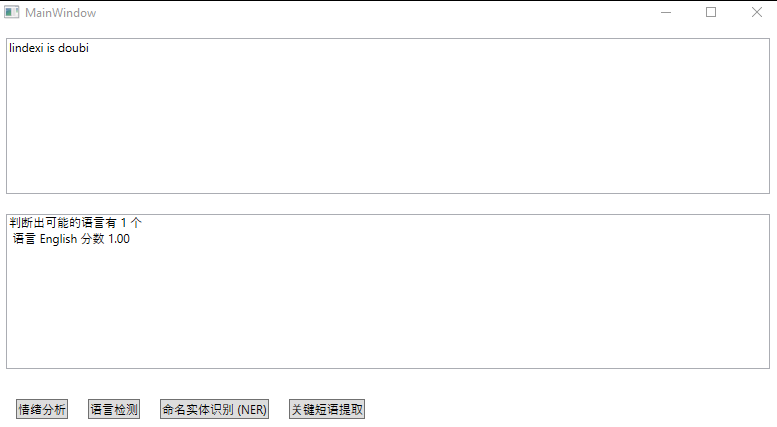 MainWindow
lindexi is doubi
判断出可能的语言有 1 个
语言 English 分数 1.00
情绪分析 语言检测 命名实体识别 (NER) 关键短语提取